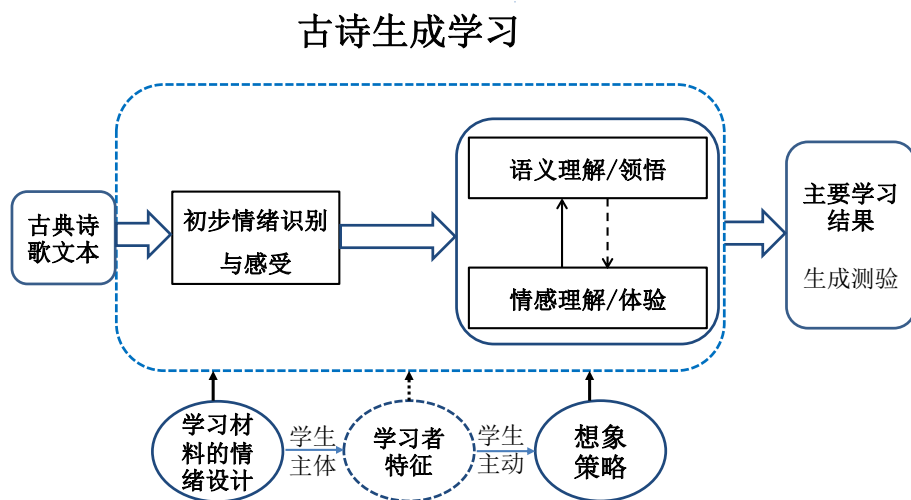 古诗生成学习
古典诗
歌文本
初步情绪识别
与感受
语义理解/领悟
情感理解/体验
主要学习
结果
生成测验
学习材
料的情
绪设计
学生
主体
学习者
特征
学生
主动
想象
策略